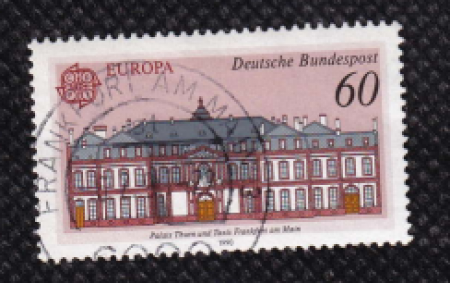 EUROPA
Deutsche Bundespost
60
Palais Thurn und Taxis Frankfurt am Main
1990
FRANKFURT AM M